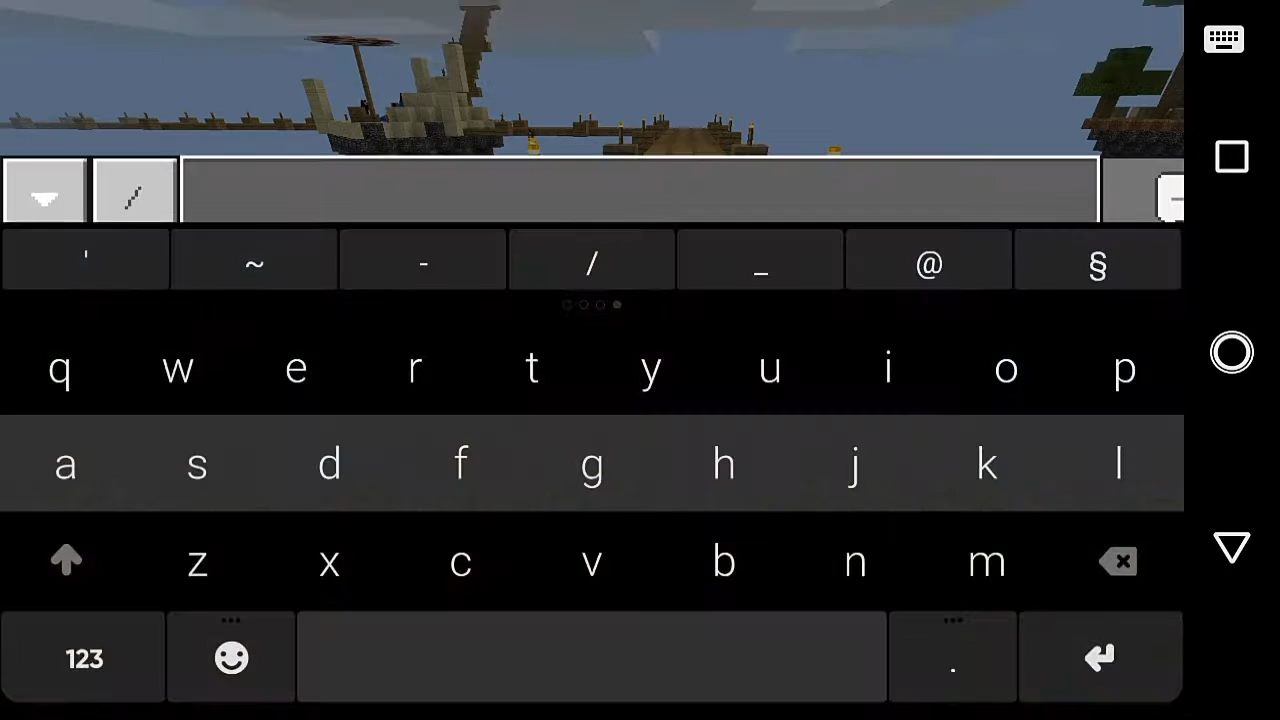 /
' ~ - / _ @ §
q w e r t y u i o p
a s d f g h j k l
z x c v b n m
123 .